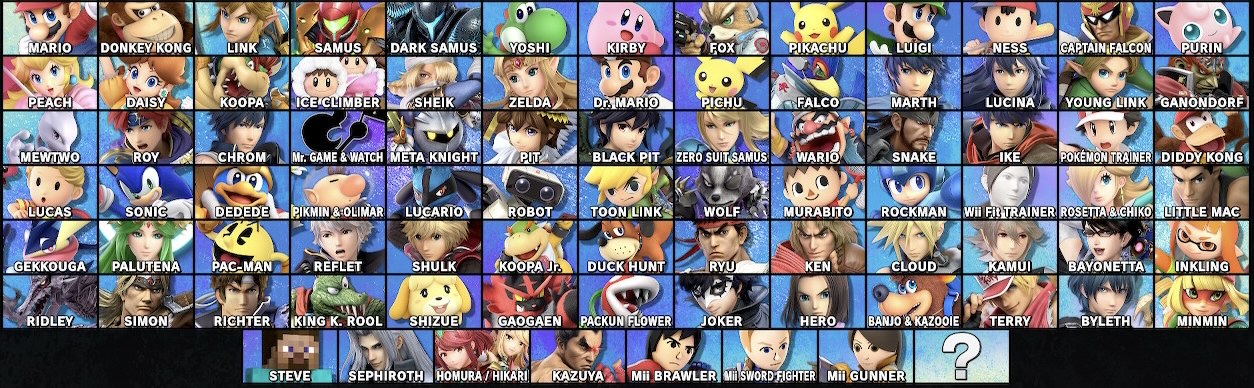 MARIO DONKEY KONG LINK SAMUS DARK SAMUS YOSHI KIRBY FOX PIKACHU LUIGI NESS CAPTAIN FALCON PURIN
PEACH DAISY KOOPA ICE CLIMBER SHEIK ZELDA Dr. MARIO PICHU FALCO MARTH LUCINA YOUNG LINK GANONDORF
MEWTWO ROY CHROM Mr. GAME & WATCH META KNIGHT PIT BLACK PIT ZERO SUIT SAMUS WARIO SNAKE IKE POKÉMON TRAINER DIDDY KONG
LUCAS SONIC DEDEDE PIKMIN & OLIMAR LUCARIO ROBOT TOON LINK WOLF MURABITO ROCKMAN Wii Fit TRAINER ROSETTA & CHIKO LITTLE MAC
GEKKOUGA PALUTENA PAC-MAN REFLET SHULK KOOPA Jr. DUCK HUNT RYU KEN CLOUD KAMUI BAYONETTA INKLING
RIDLEY SIMON RICHTER KING K. ROOL SHIZUE GAOGAEN PACKUN FLOWER JOKER HERO BANJO & KAZOOIE TERRY BYLETH MINMIN
STEVE SEPHIROTH HOMURA / HIKARI KAZUYA Mii BRAWLER Mii SWORD FIGHTER Mii GUNNER ?